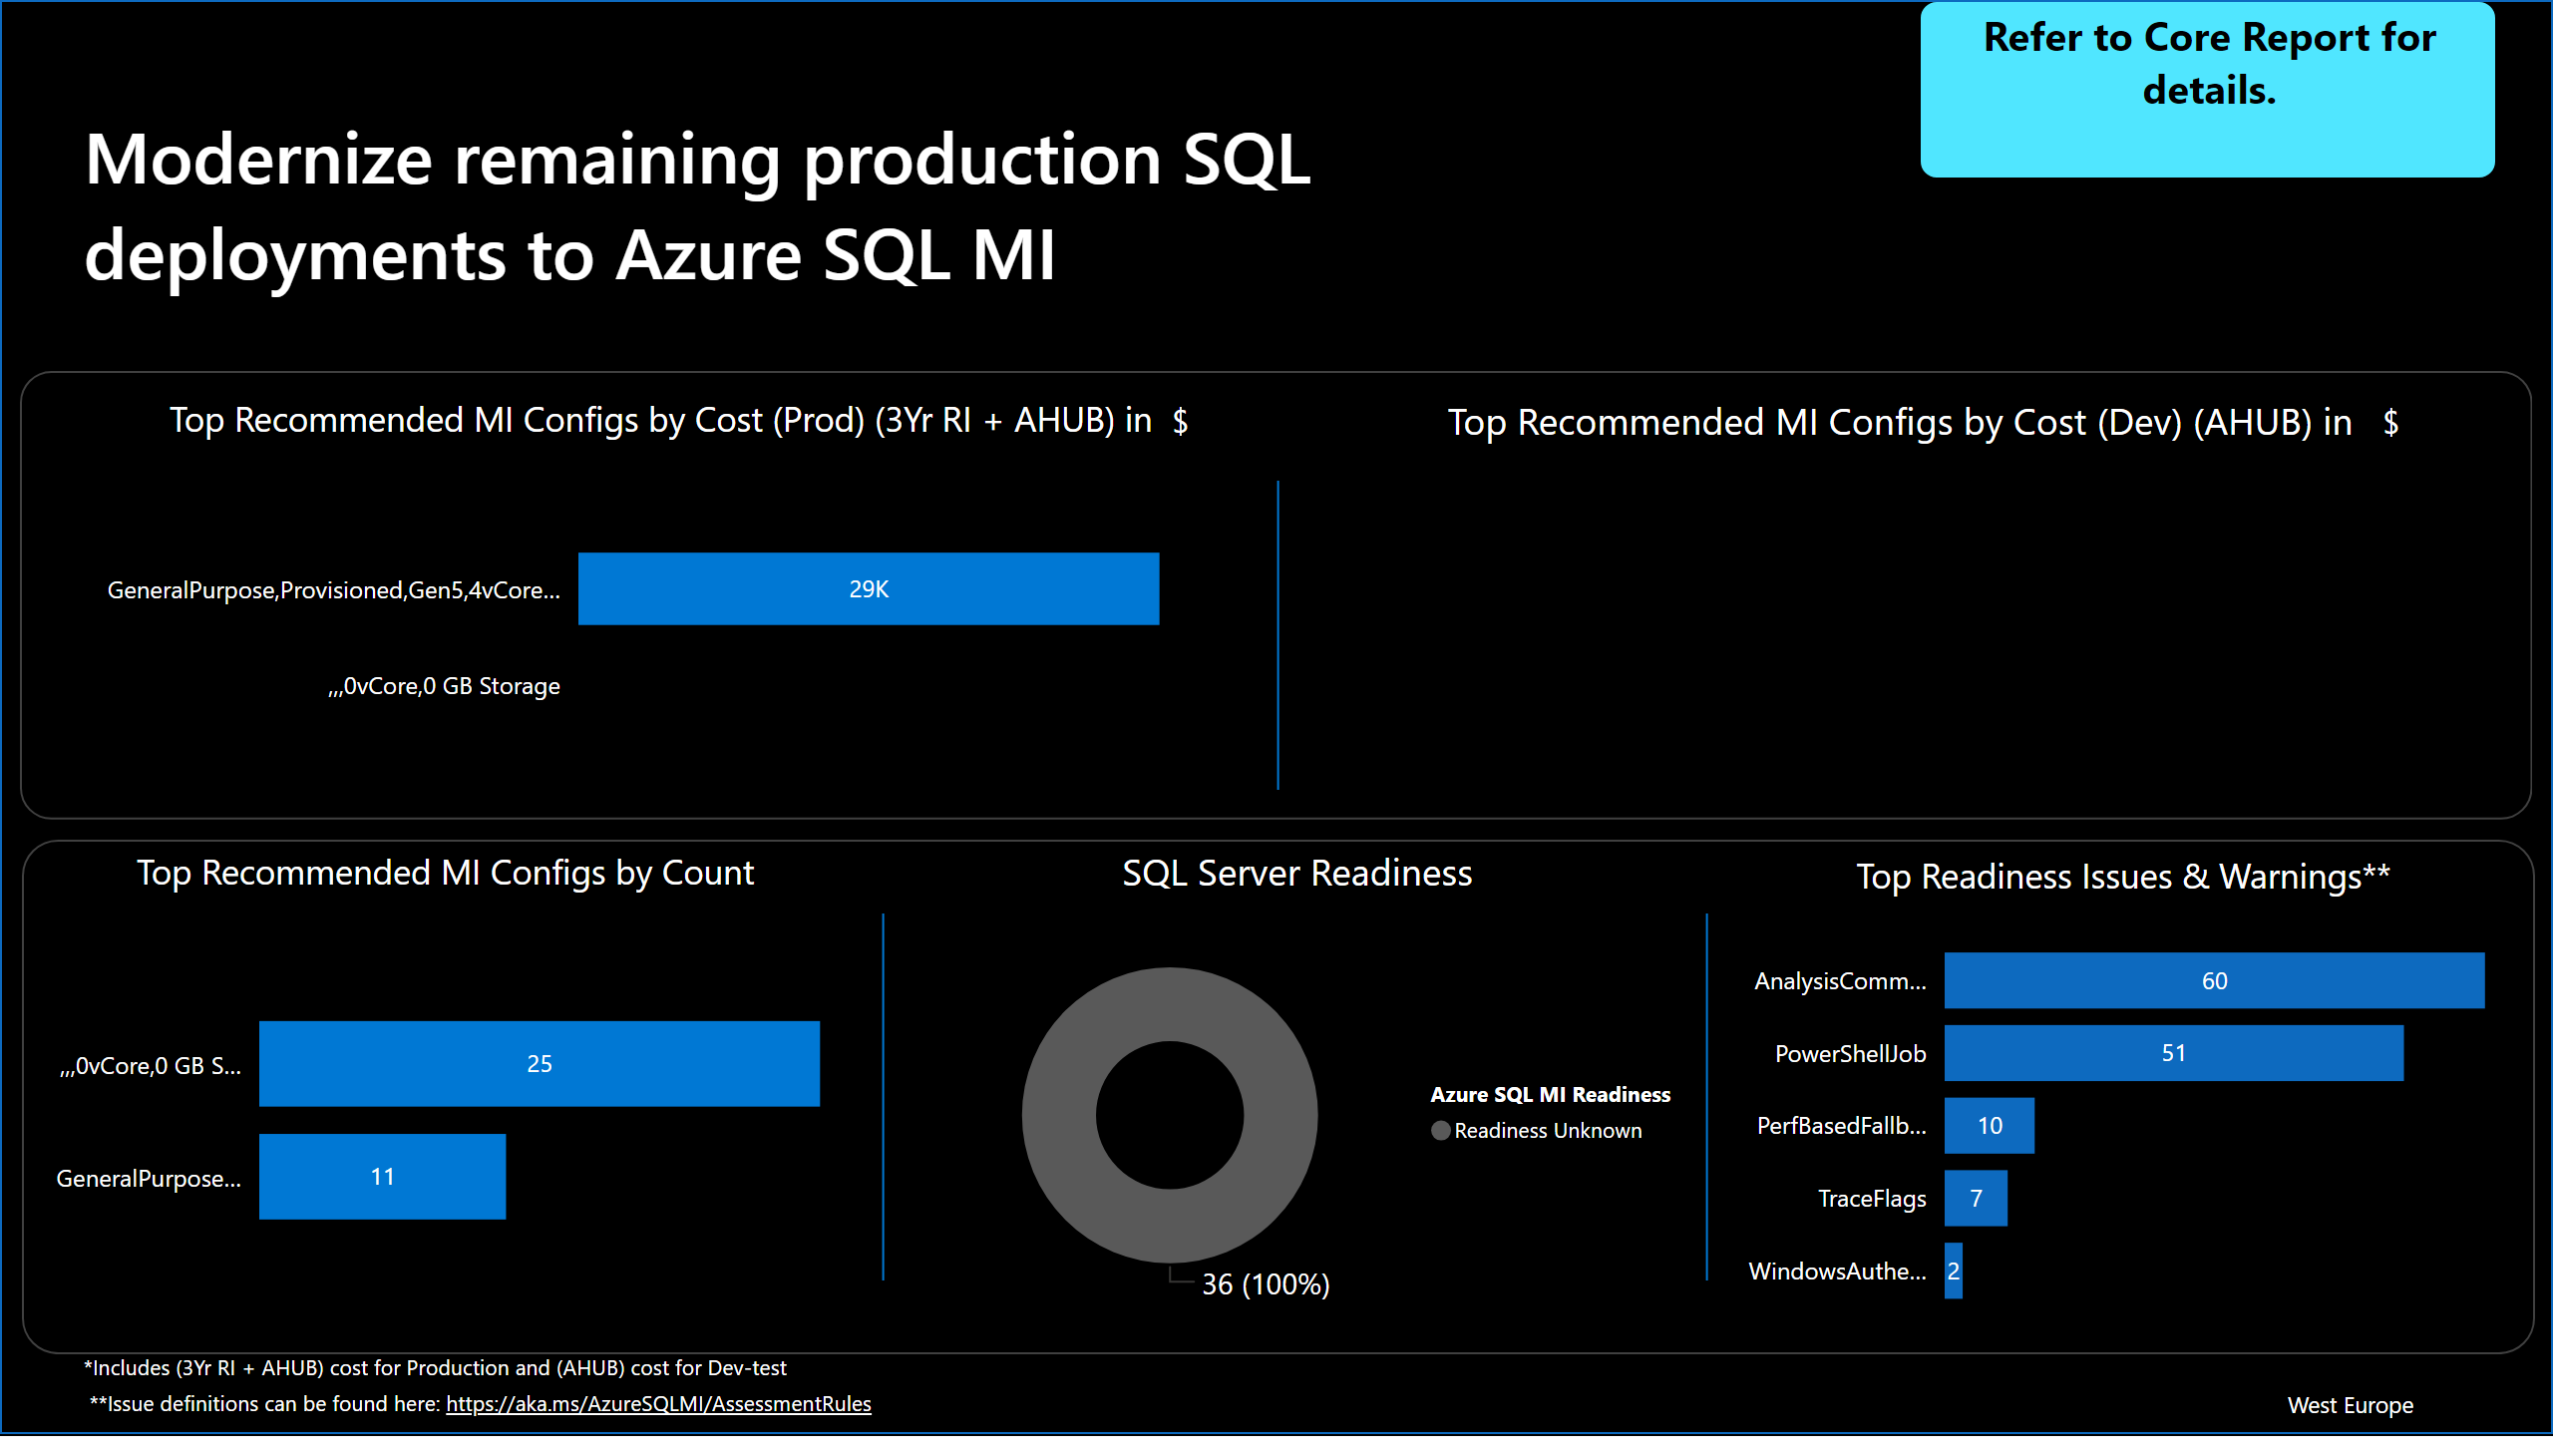 Refer to Core Report for
details.
Modernize remaining production SQL
deployments to Azure SQL MI
Top Recommended MI Configs by Cost (Prod) (3Yr RI + AHUB) in $
Top Recommended MI Configs by Cost (Dev) (AHUB) in $
GeneralPurpose,Provisioned,Gen5,4vCore...
29K
,,,0vCore,0 GB Storage
Top Recommended MI Configs by Count
,,,0vCore,0 GB S...
25
GeneralPurpose...
11
SQL Server Readiness
Azure SQL MI Readiness
Readiness Unknown
36 (100%)
Top Readiness Issues & Warnings**
AnalysisComm...
60
PowerShellJob
51
PerfBasedFallb...
10
TraceFlags
7
WindowsAuthe...
2
*Includes (3Yr RI + AHUB) cost for Production and (AHUB) cost for Dev-test
**Issue definitions can be found here: https://aka.ms/AzureSQLMI/AssessmentRules
West Europe